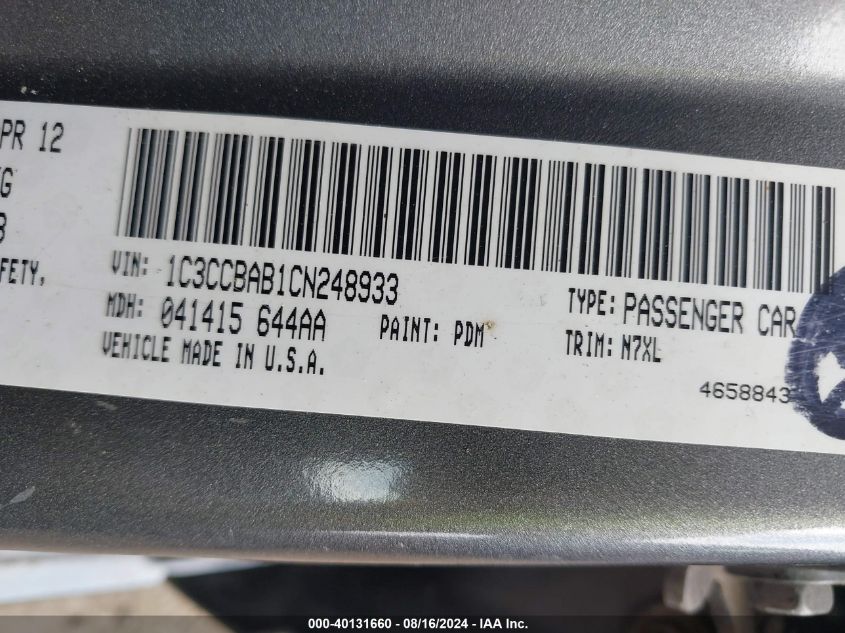 PR 12
G
FETY,
VIN: 1C3CCBAB1CN248933
MDH: 041415 644AA
PAINT: PDM
VEHICLE MADE IN U.S.A.
TYPE: PASSENGER CAR
TRIM: N7XL
4658843
000-40131660 / 08/16/2024 - IAA Inc.